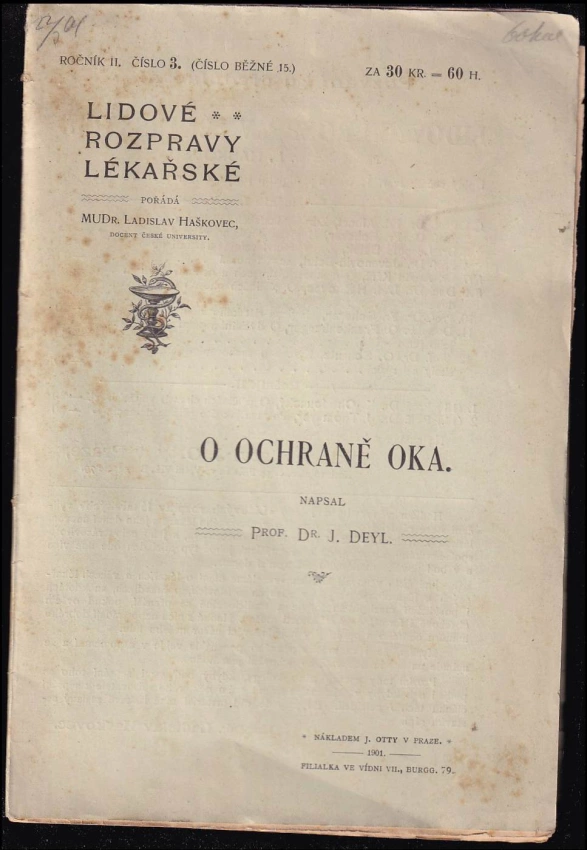 ROČNÍK II. ČÍSLO 3. (ČÍSLO BĚŽNÉ 15.) ZA 30 KR. = 60 H.
LIDOVÉ * *
ROZPRAVY
LÉKAŘSKÉ
POŘÁDÁ
MUDR. LADISLAV HAŠKOVEC,
DOCENT ČESKÉ UNIVERSITY.
O OCHRANĚ OKA.
NAPSAL
PROF. DR. J. DEYL.
* NÁKLADEM J. OTTY V PRAZE. *
1901.
FILIALKA VE VÍDNI VII., BURGG. 79.